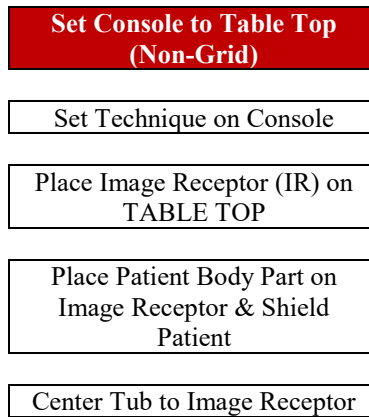 Set Console to Table Top
(Non-Grid)
Set Technique on Console
Place Image Receptor (IR) on
TABLE TOP
Place Patient Body Part on
Image Receptor & Shield
Patient
Center Tub to Image Receptor